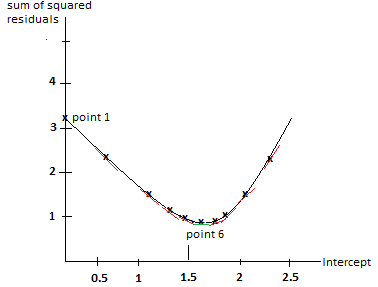 sum of squared
residuals
4
3
point 1
2
1
point 6
Intercept
0.5 1 1.5 2 2.5